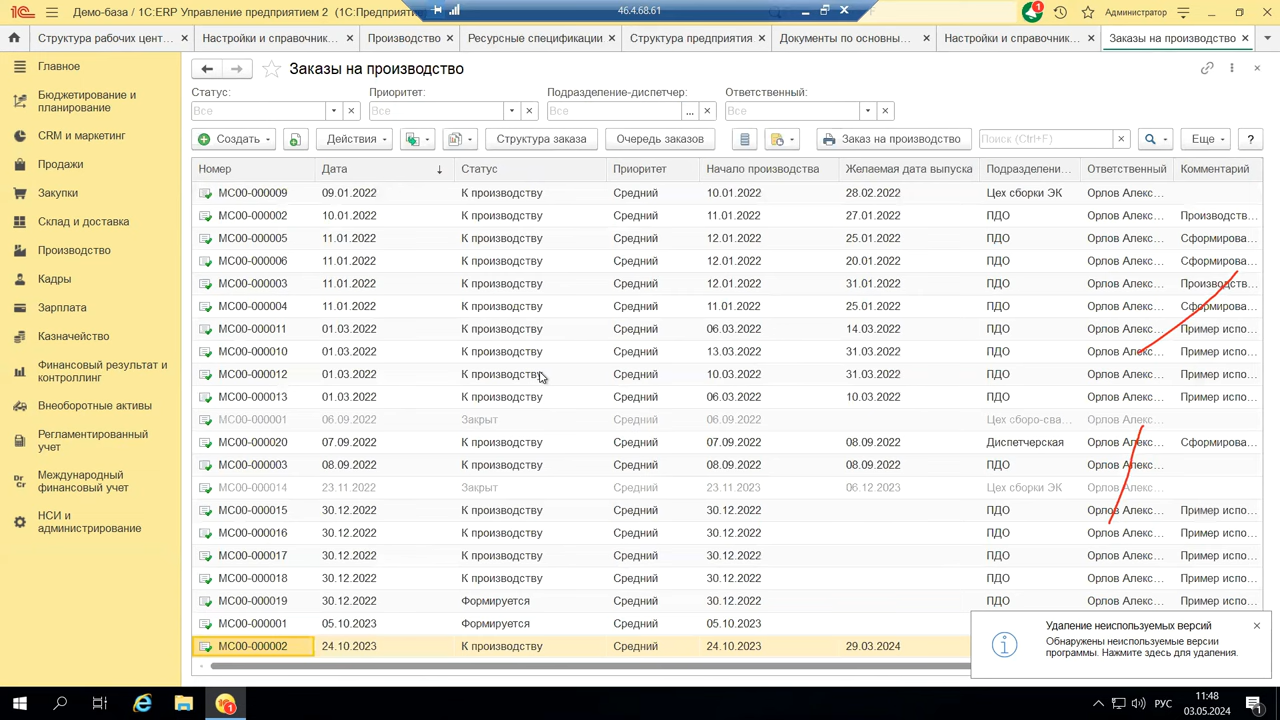 Демо-база / 1С:ERP Управление предприятием 2 (1С:Предприятие
46.4.68.61
1
Администратор
Структура рабочих цент...
Настройки и справочник...
Производство
Ресурсные спецификации
Структура предприятия
Документы по основны...
Настройки и справочник...
Заказы на производство
Главное
Бюджетирование и
планирование
CRM и маркетинг
Продажи
Закупки
Склад и доставка
Производство
Кадры
Зарплата
Казначейство
Финансовый результат и
контроллинг
Внеоборотные активы
Регламентированный
учет
Международный
финансовый учет
НСИ и
администрирование
Заказы на производство
Статус: Приоритет: Подразделение-диспетчер: Ответственный:
Все Все Все Все
Создать Действия Структура заказа Очередь заказов Заказ на производство Поиск (Ctrl+F) Еще ?
Номер Дата Статус Приоритет Начало производства Желаемая дата выпуска Подразделени... Ответственный Комментарий
МС00-000009 09.01.2022 К производству Средний 10.01.2022 28.02.2022 Цех сборки ЭК Орлов Алекс...
МС00-000002 10.01.2022 К производству Средний 11.01.2022 27.01.2022 ПДО Орлов Алекс... Производств...
МС00-000005 11.01.2022 К производству Средний 12.01.2022 25.01.2022 ПДО Орлов Алекс... Сформирова...
МС00-000006 11.01.2022 К производству Средний 12.01.2022 20.01.2022 ПДО Орлов Алекс... Сформирова...
МС00-000003 11.01.2022 К производству Средний 12.01.2022 31.01.2022 ПДО Орлов Алекс... Производств...
МС00-000004 11.01.2022 К производству Средний 11.01.2022 25.01.2022 ПДО Орлов Алекс... Сформирова...
МС00-000011 01.03.2022 К производству Средний 06.03.2022 14.03.2022 ПДО Орлов Алекс... Пример испо...
МС00-000010 01.03.2022 К производству Средний 13.03.2022 31.03.2022 ПДО Орлов Алекс... Пример испо...
МС00-000012 01.03.2022 К производству Средний 10.03.2022 31.03.2022 ПДО Орлов Алекс... Пример испо...
МС00-000013 01.03.2022 К производству Средний 06.03.2022 10.03.2022 ПДО Орлов Алекс... Пример испо...
МС00-000001 06.09.2022 Закрыт Средний 06.09.2022 Цех сборо-сва... Орлов Алекс...
МС00-000020 07.09.2022 К производству Средний 07.09.2022 08.09.2022 Диспетчерская Орлов Алекс... Сформирова...
МС00-000003 08.09.2022 К производству Средний 08.09.2022 08.09.2022 ПДО Орлов Алекс...
МС00-000014 23.11.2022 Закрыт Средний 23.11.2023 06.12.2023 Цех сборки ЭК Орлов Алекс...
МС00-000015 30.12.2022 К производству Средний 30.12.2022 ПДО Орлов Алекс... Пример испо...
МС00-000016 30.12.2022 К производству Средний 30.12.2022 ПДО Орлов Алекс... Пример испо...
МС00-000017 30.12.2022 К производству Средний 30.12.2022 ПДО Орлов Алекс... Пример испо...
МС00-000018 30.12.2022 К производству Средний 30.12.2022 ПДО Орлов Алекс... Пример испо...
МС00-000019 30.12.2022 Формируется Средний 30.12.2022 ПДО Орлов Алекс... Пример испо...
МС00-000001 05.10.2023 Формируется Средний 05.10.2023
МС00-000002 24.10.2023 К производству Средний 24.10.2023 29.03.2024
Удаление неиспользуемых версий
Обнаружены неиспользуемые версии
программы. Нажмите здесь для удаления.
РУС
11:48
03.05.2024
1